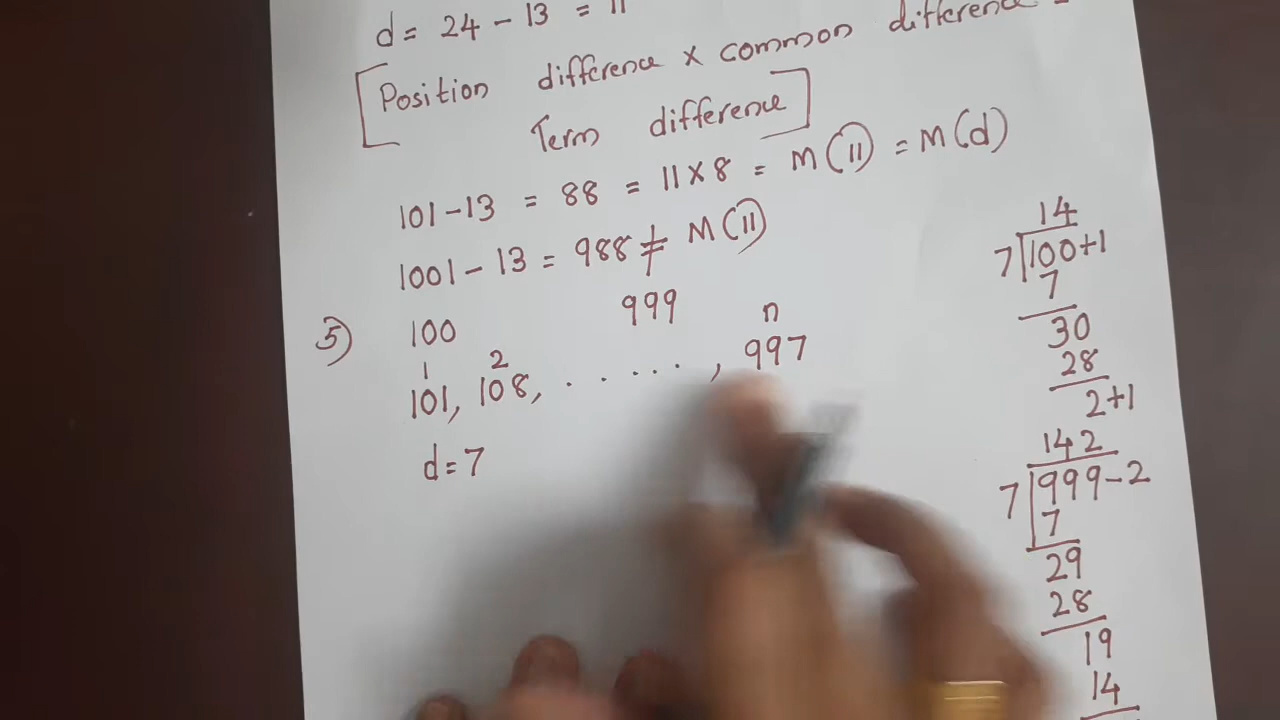 d = 24 - 13 = 11
[Position difference × common difference =
Term difference]
101 - 13 = 88 = 11 × 8 = M(11) = M(d)
1001 - 13 = 988 ≠ M(11)
5) 100 999 n
1 2
101, 108, . . . . . , 997
d = 7
14
7 100+1
7
30
28
2+1
142
7 999-2
7
29
28
19
14